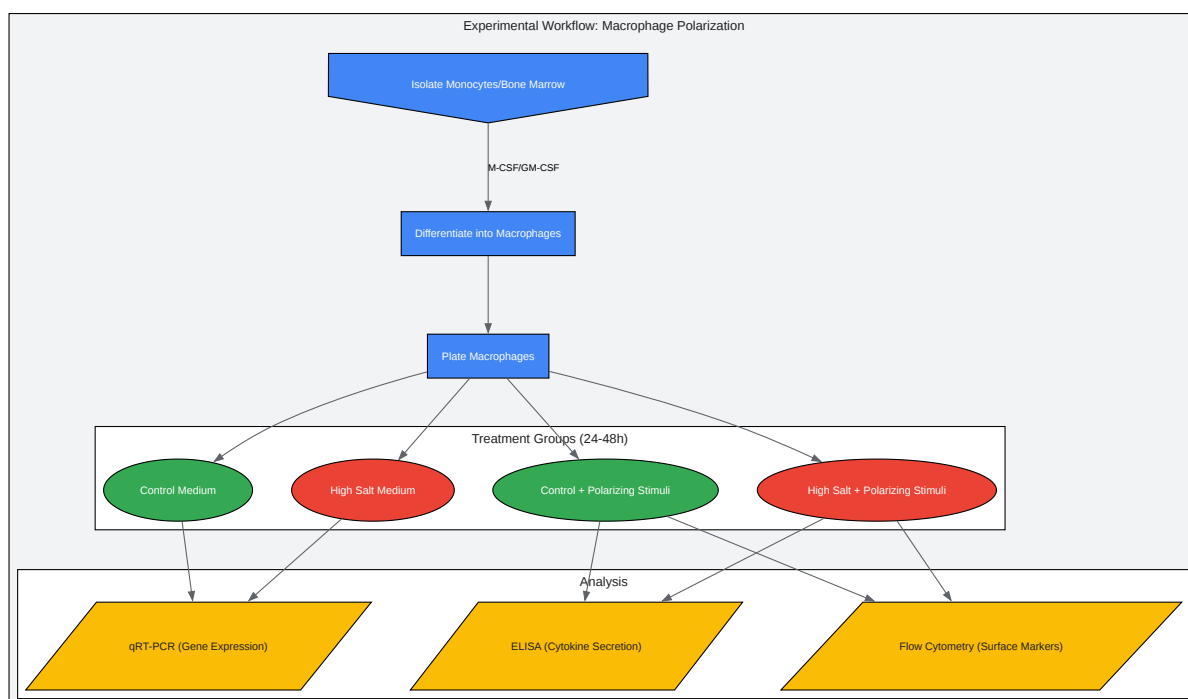 Experimental Workflow: Macrophage Polarization
Isolate Monocytes/Bone Marrow
M-CSF/GM-CSF
Differentiate into Macrophages
Plate Macrophages
Treatment Groups (24-48h)
Control Medium
High Salt Medium
Control + Polarizing Stimuli
High Salt + Polarizing Stimuli
Analysis
qRT-PCR (Gene Expression)
ELISA (Cytokine Secretion)
Flow Cytometry (Surface Markers)